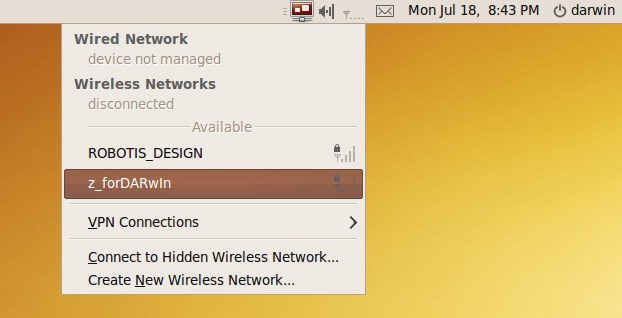 Mon Jul 18, 8:43 PM darwin
Wired Network
device not managed
Wireless Networks
disconnected
Available
ROBOTIS_DESIGN
z_forDARwIn
VPN Connections
Connect to Hidden Wireless Network...
Create New Wireless Network...